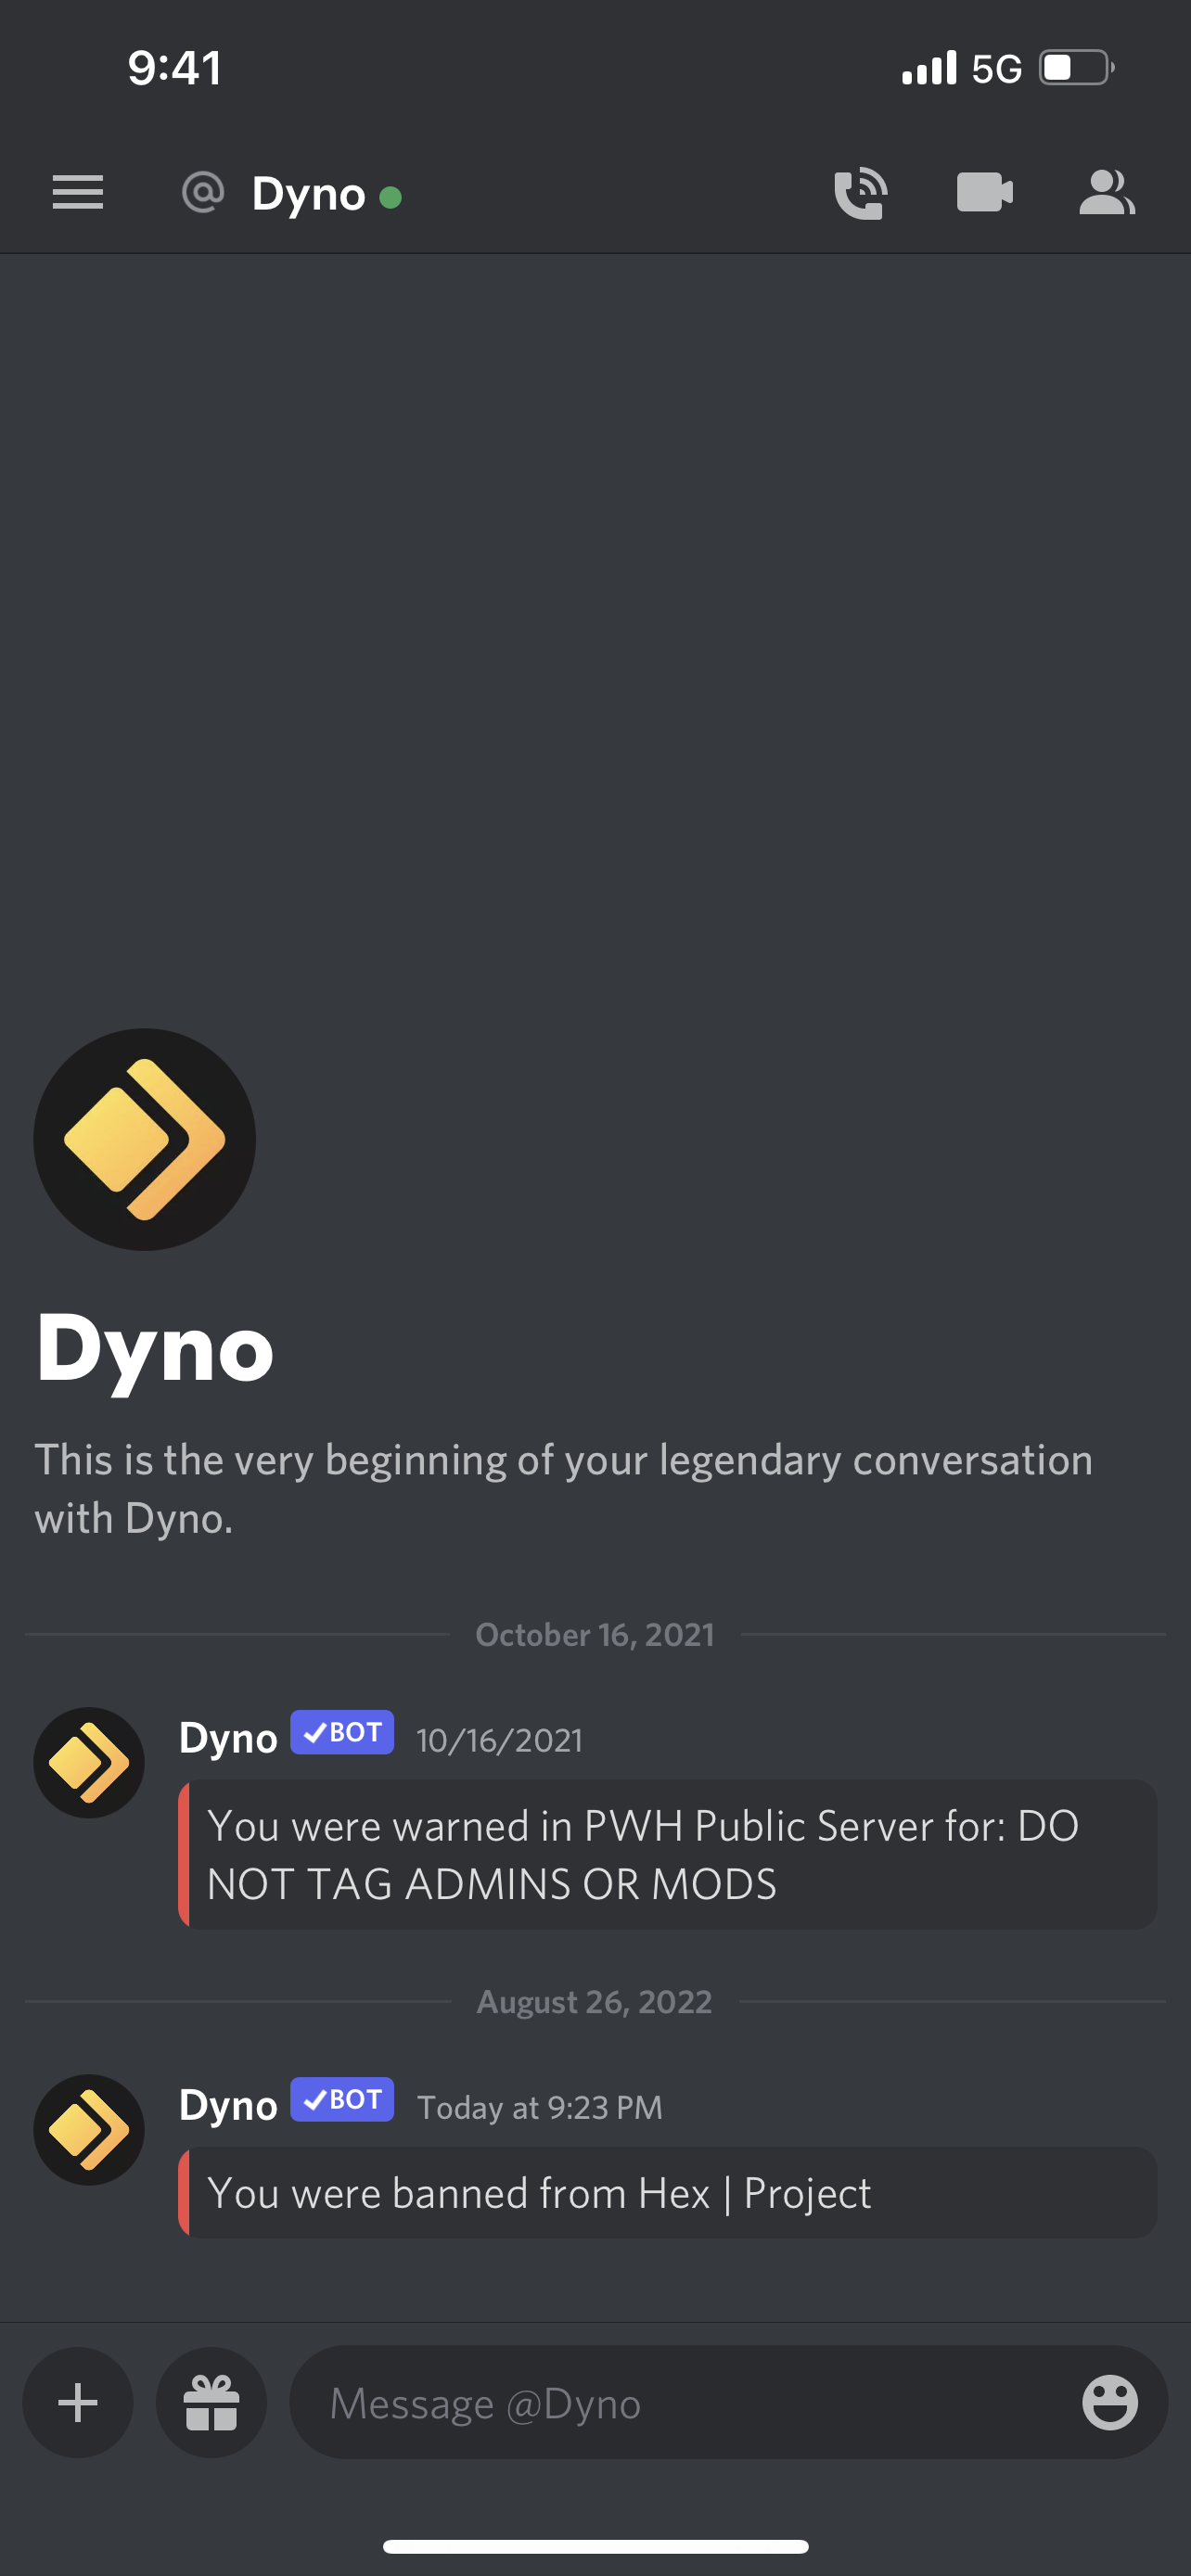 9:41
5G
@ Dyno
Dyno
This is the very beginning of your legendary conversation
with Dyno.
October 16, 2021
Dyno ✓BOT 10/16/2021
You were warned in PWH Public Server for: DO
NOT TAG ADMINS OR MODS
August 26, 2022
Dyno ✓BOT Today at 9:23 PM
You were banned from Hex | Project
Message @Dyno